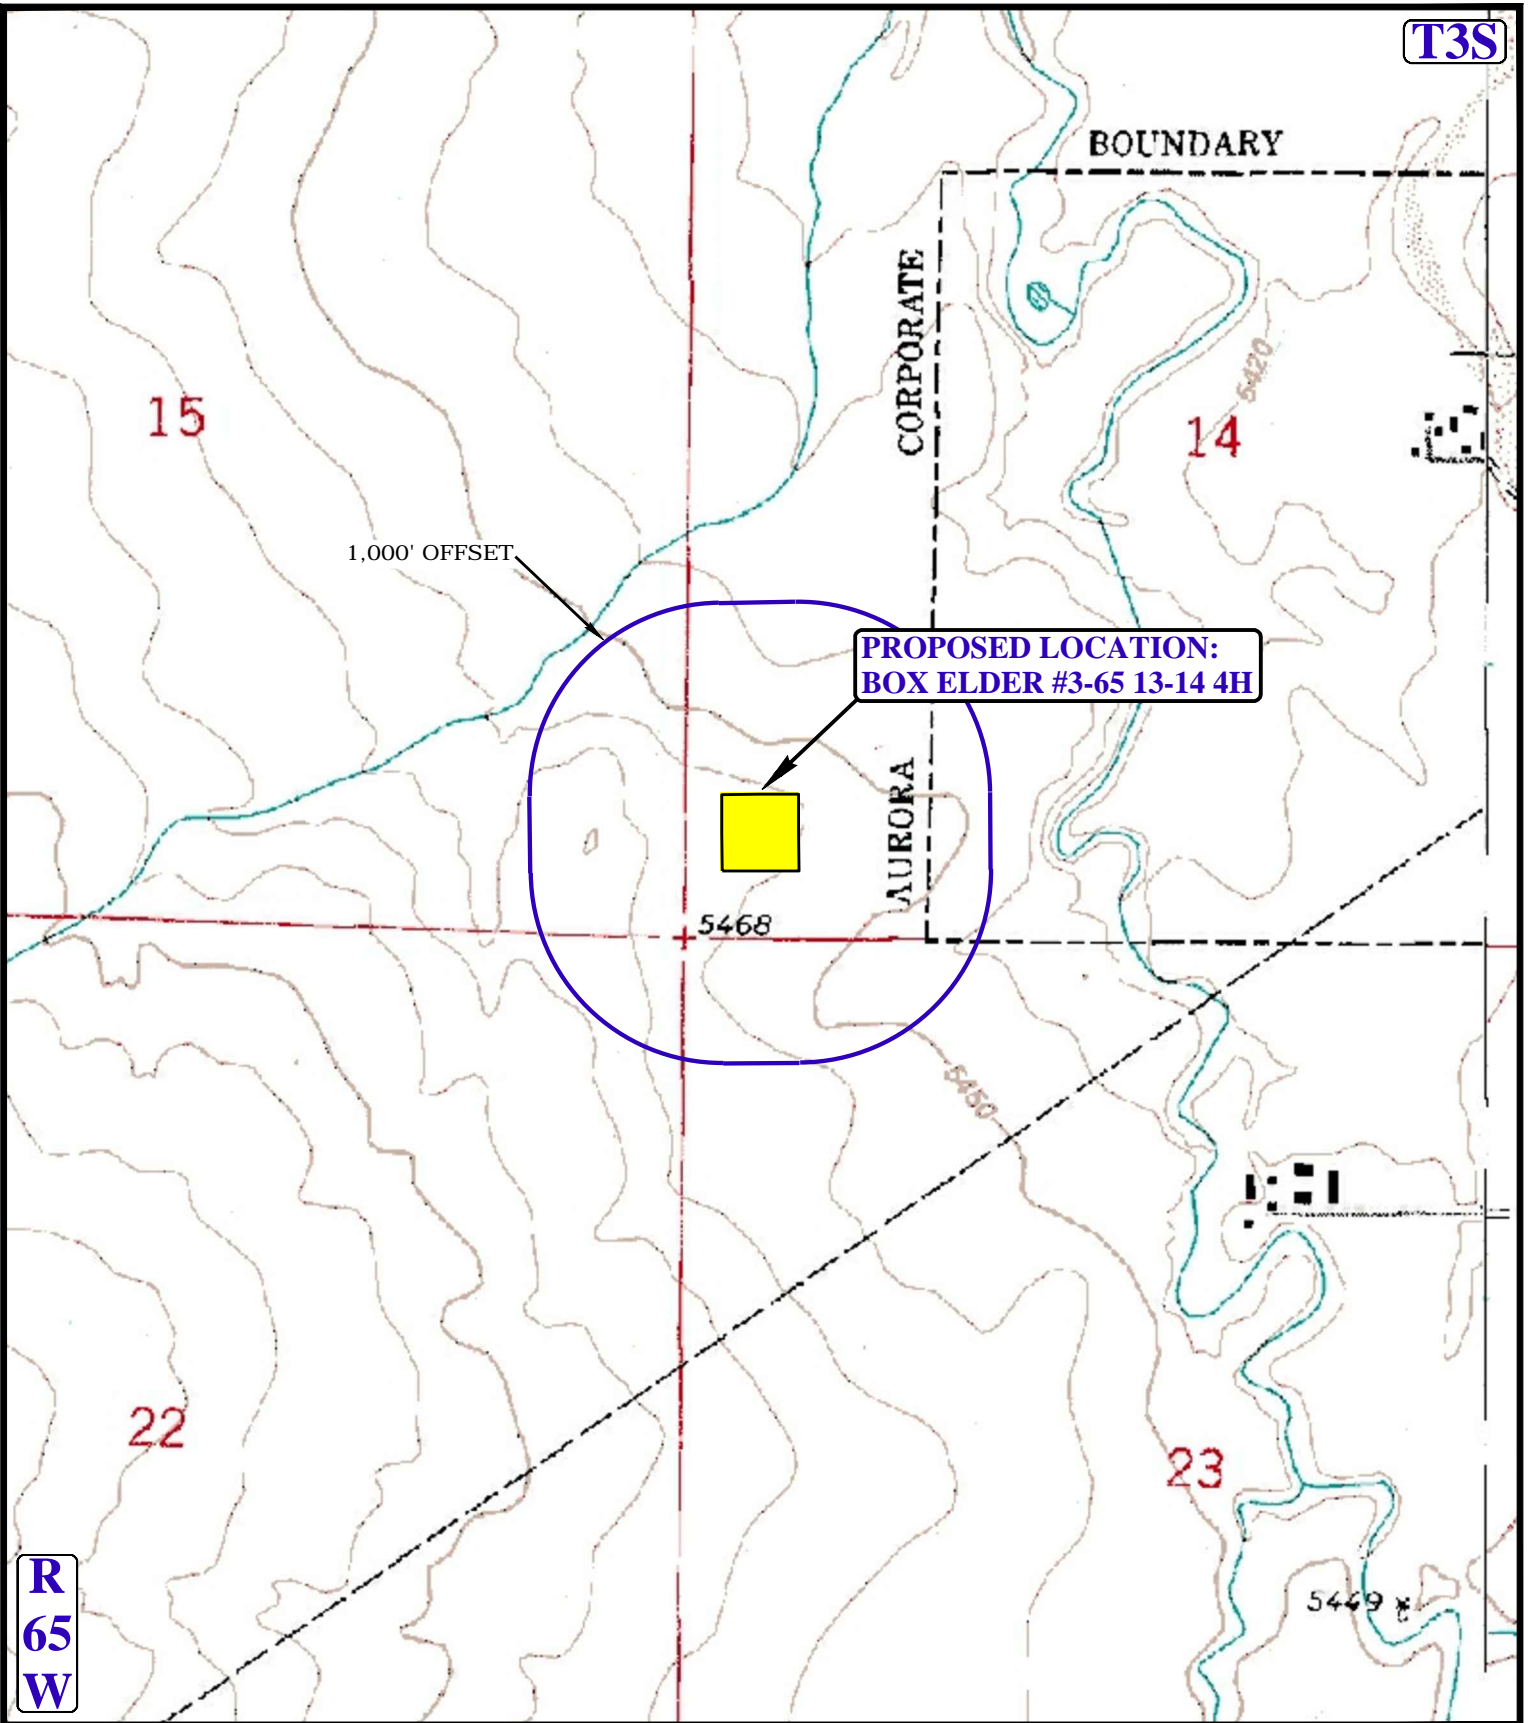 T3S
BOUNDARY
CORPORATE
5420
15
14
1,000' OFFSET
PROPOSED LOCATION:
BOX ELDER #3-65 13-14 4H
AURORA
5468
5450
22
23
5449
R
65
W